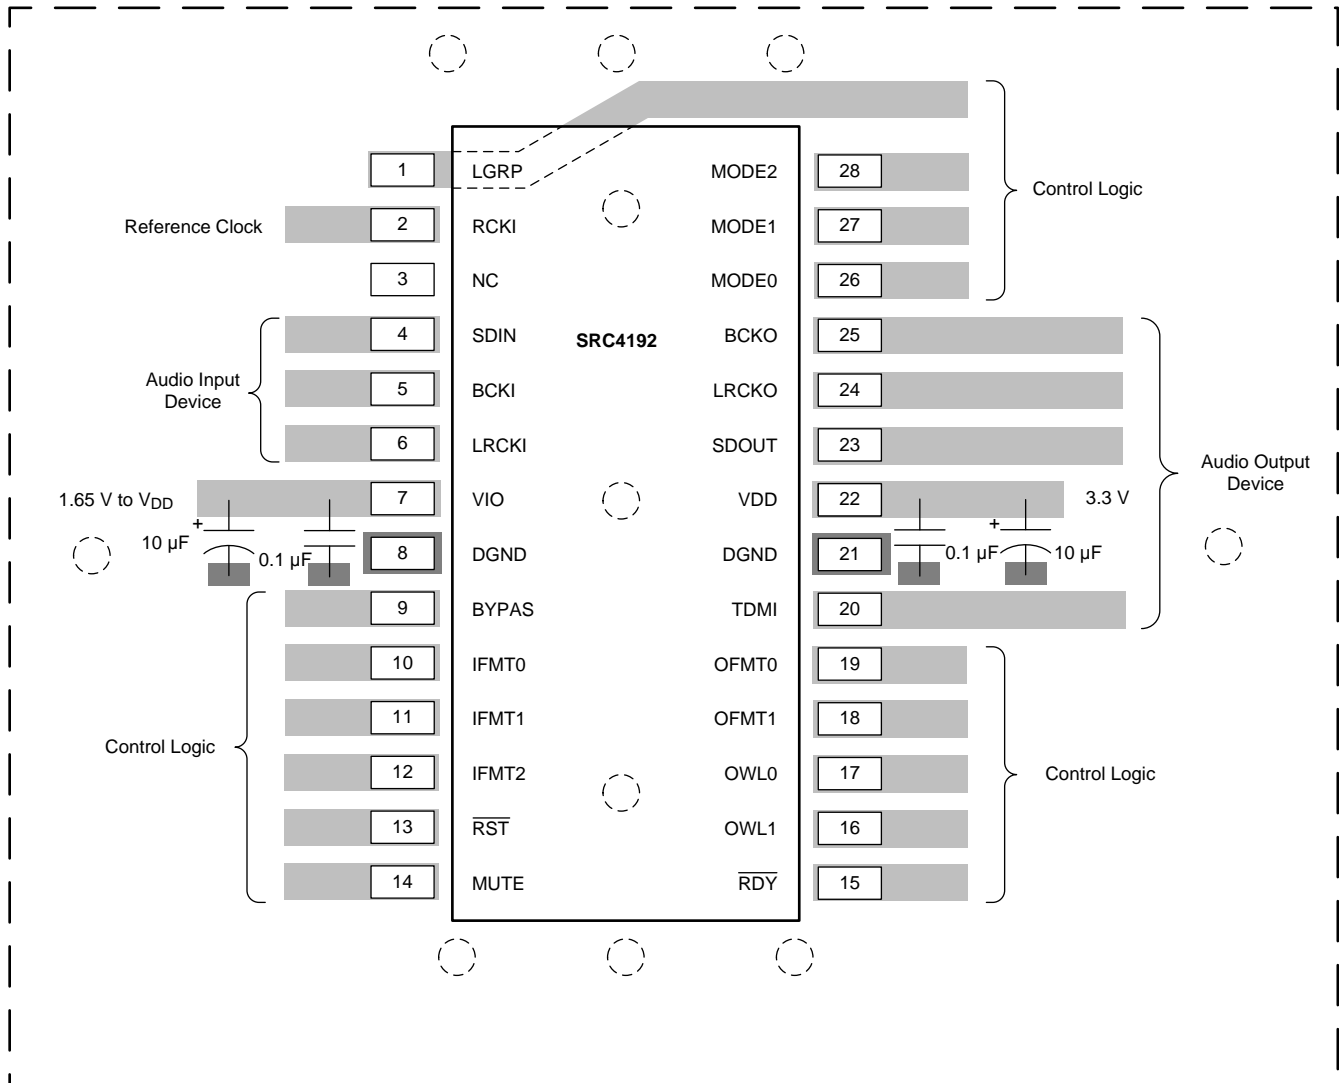 1 LGRP MODE2 28
Control Logic
Reference Clock 2 RCKI MODE1 27
3 NC MODE0 26
4 SDIN SRC4192 BCKO 25
Audio Input
Device
5 BCKI LRCKO 24
6 LRCKI SDOUT 23
Audio Output
Device
1.65 V to VDD 7 VIO VDD 22 3.3 V
+ 10 µF 0.1 µF 8 DGND DGND 21 0.1 µF + 10 µF
9 BYPAS TDMI 20
10 IFMT0 OFMT0 19
11 IFMT1 OFMT1 18
Control Logic
12 IFMT2 OWL0 17 Control Logic
13 R̅S̅T̅ OWL1 16
14 MUTE R̅D̅Y̅ 15